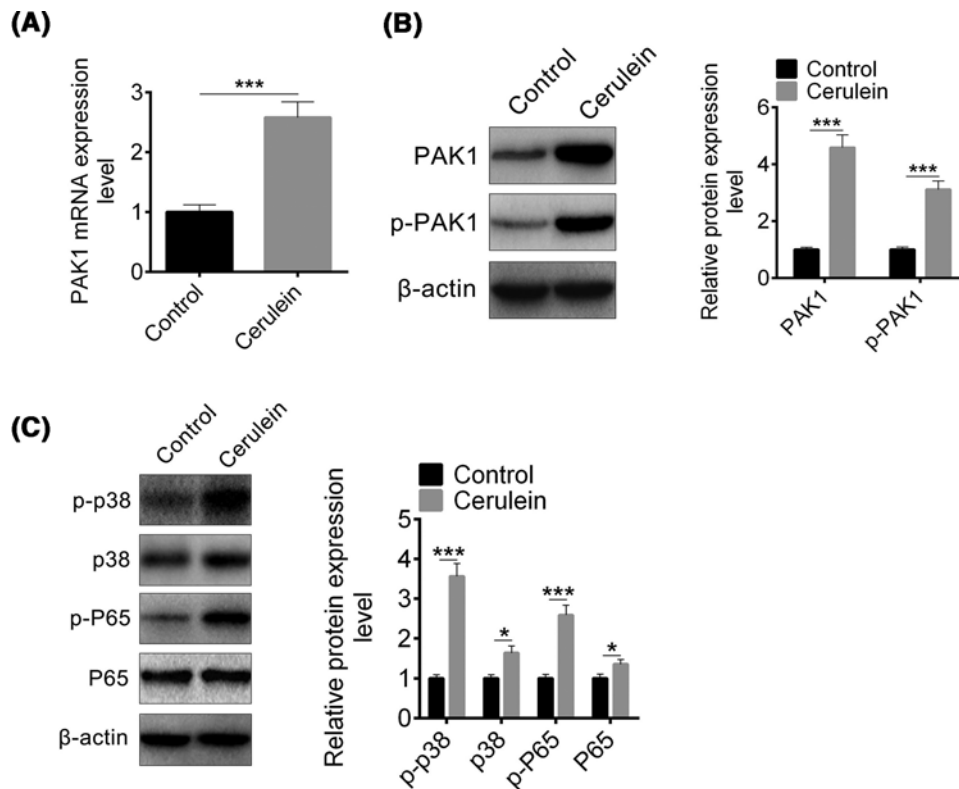 (A)
PAK1 mRNA expression
level
3
2
1
0
***
Control
Cerulein
(B)
Control
Cerulein
PAK1
p-PAK1
β-actin
Control
Cerulein
Relative protein expression
level
6
4
2
0
***
***
PAK1
p-PAK1
(C)
Control
Cerulein
p-p38
p38
p-P65
P65
β-actin
Control
Cerulein
Relative protein expression
level
5
4
3
2
1
0
***
*
***
*
p-p38
p38
p-P65
P65